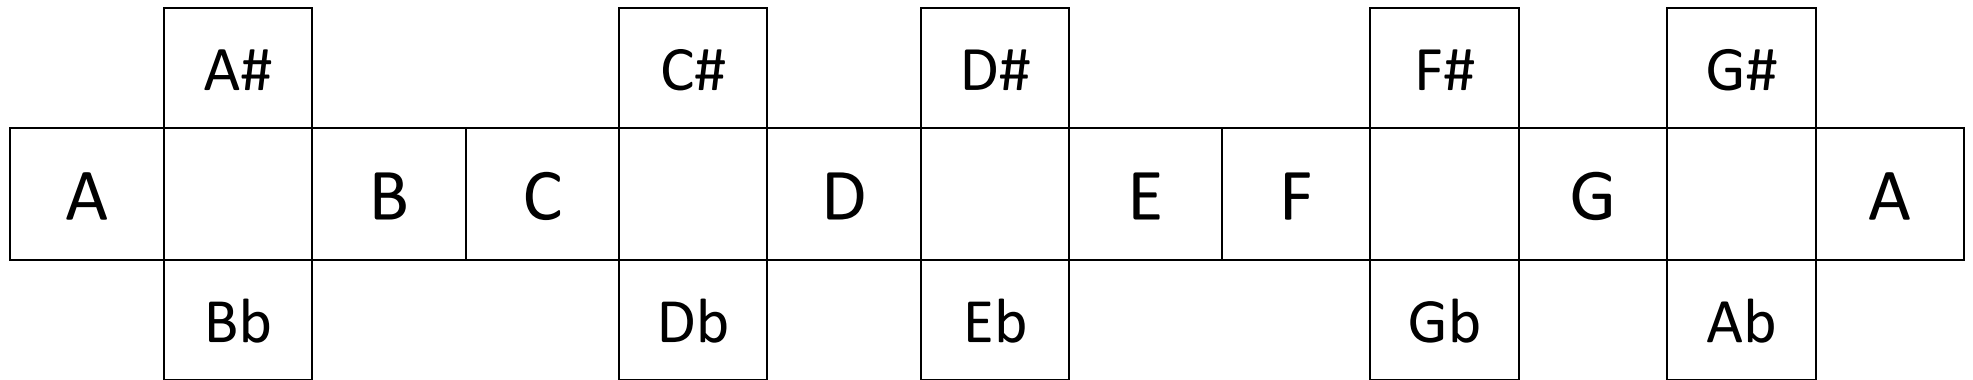 A# C# D# F# G#
A B C D E F G A
Bb Db Eb Gb Ab